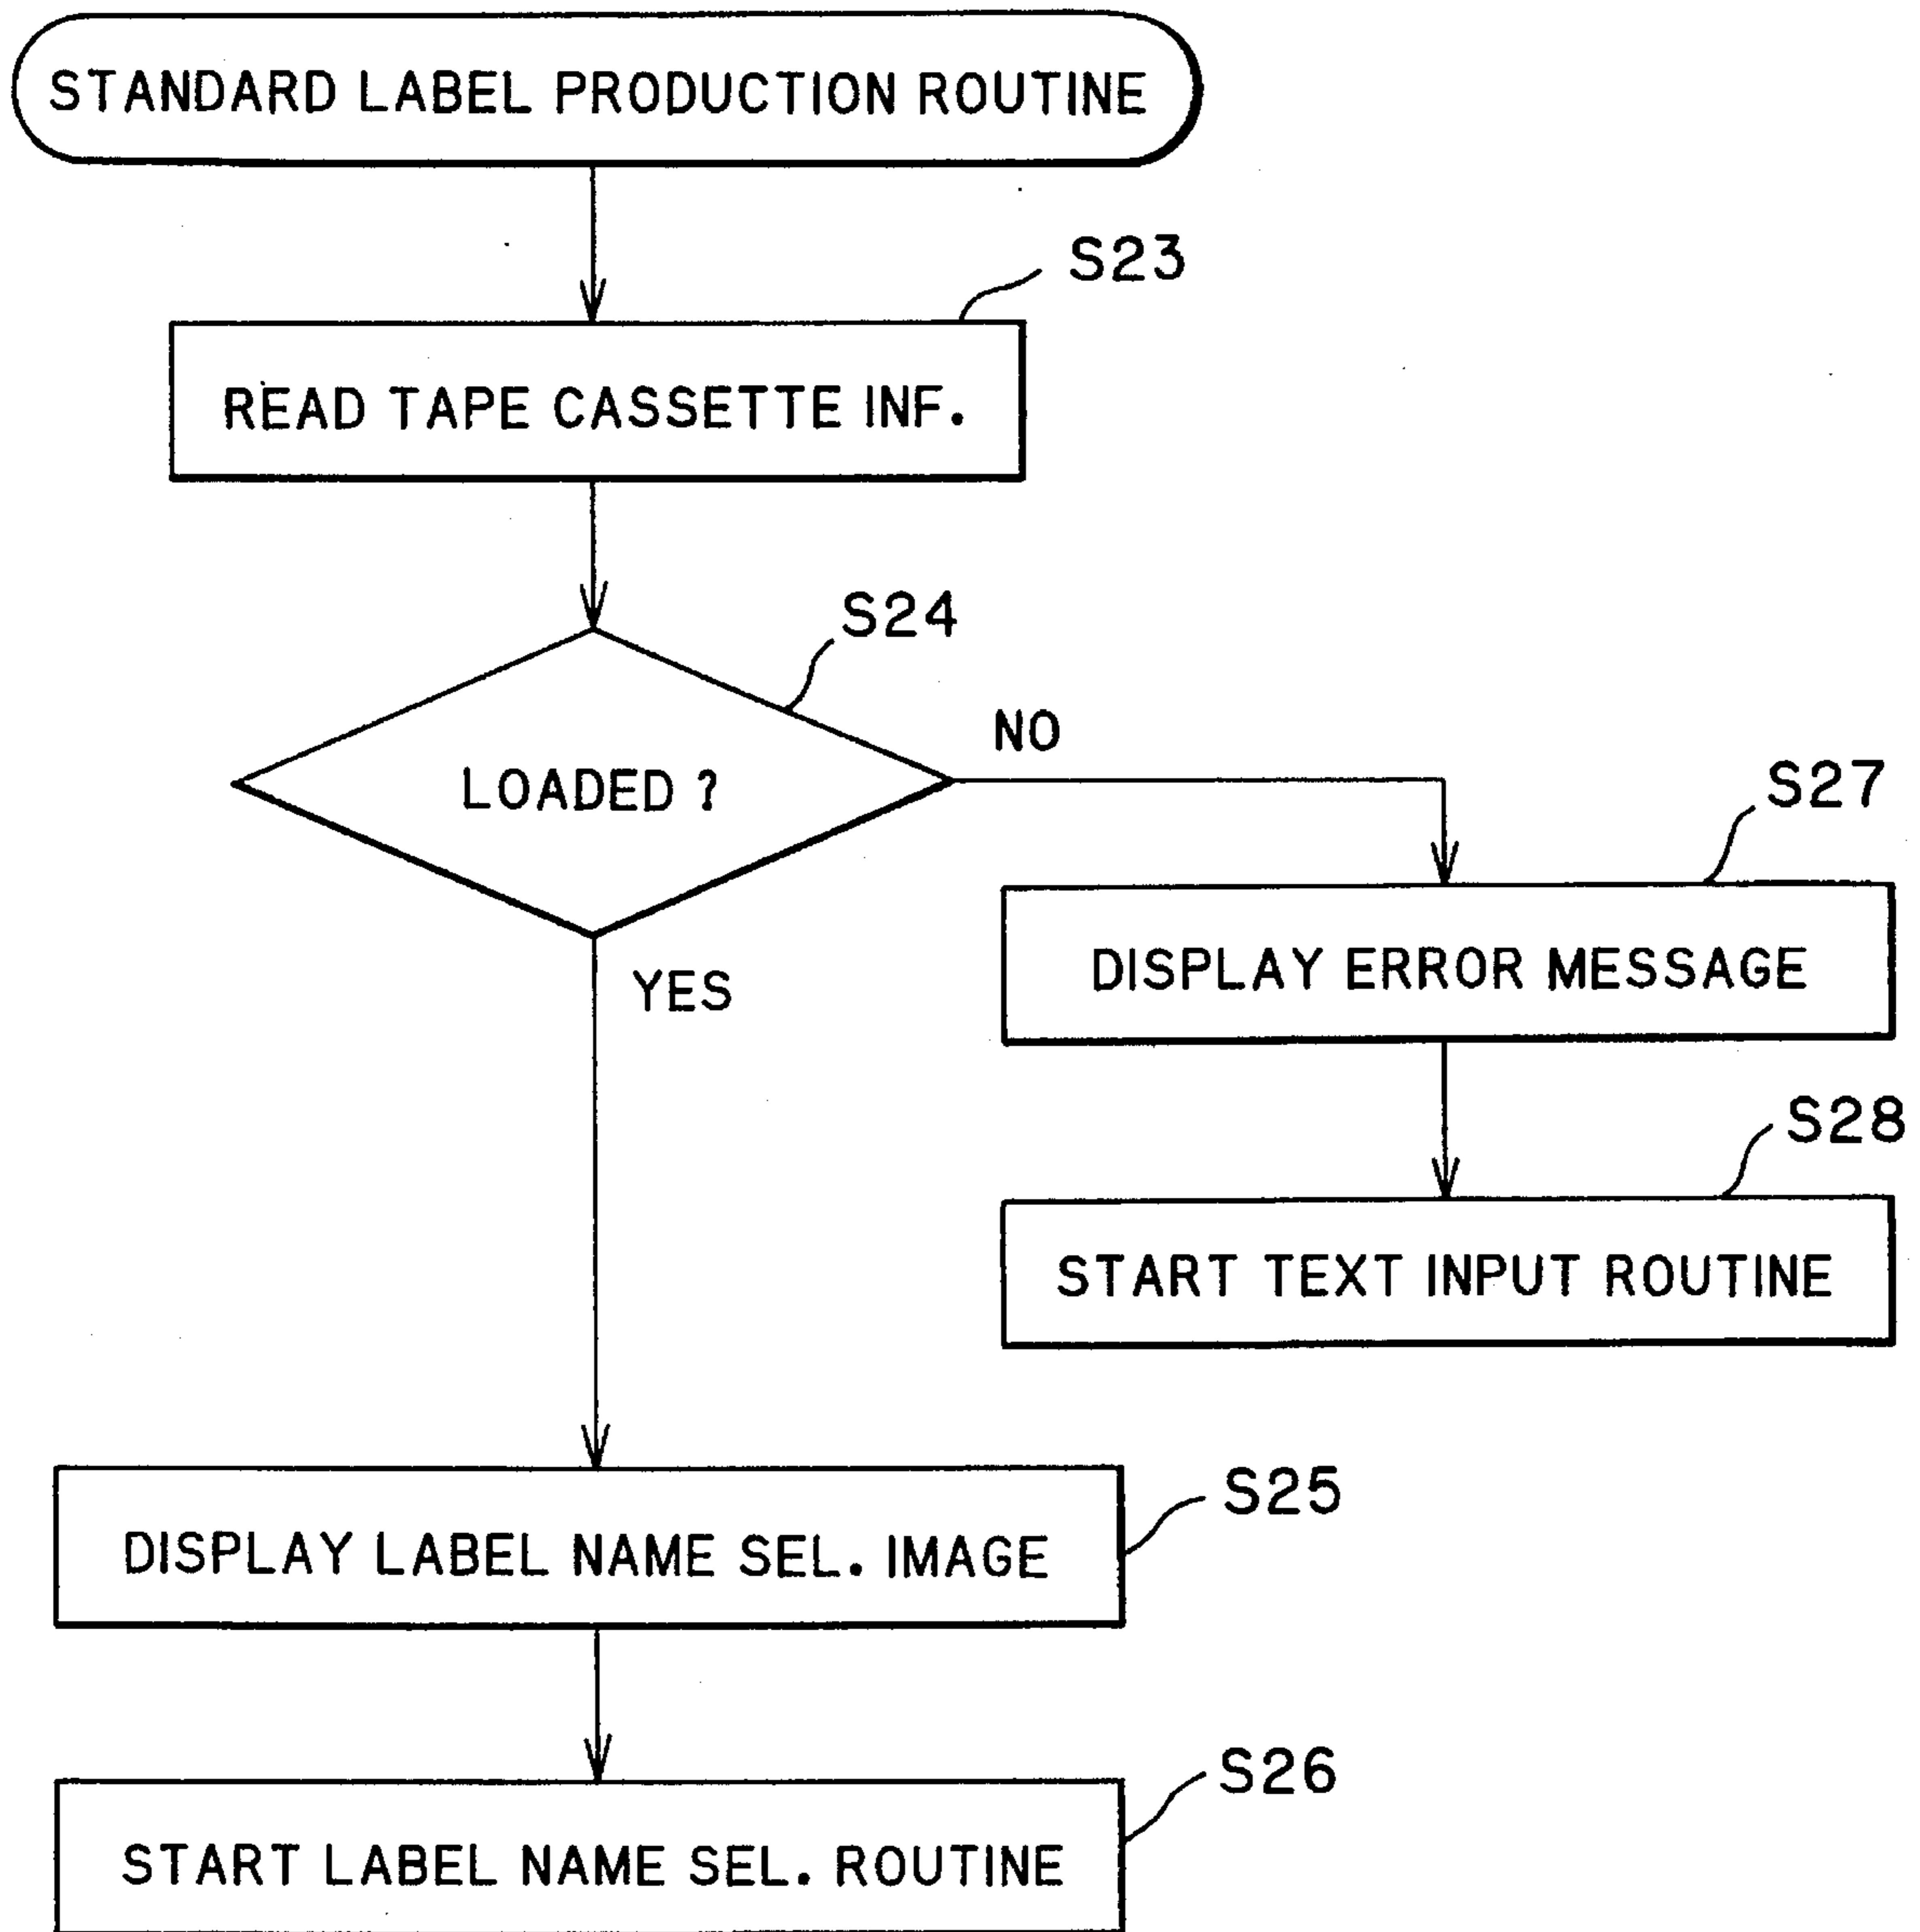 STANDARD LABEL PRODUCTION ROUTINE
S23
READ TAPE CASSETTE INF.
S24
LOADED ?
NO
YES
S27
DISPLAY ERROR MESSAGE
S28
START TEXT INPUT ROUTINE
S25
DISPLAY LABEL NAME SEL. IMAGE
S26
START LABEL NAME SEL. ROUTINE